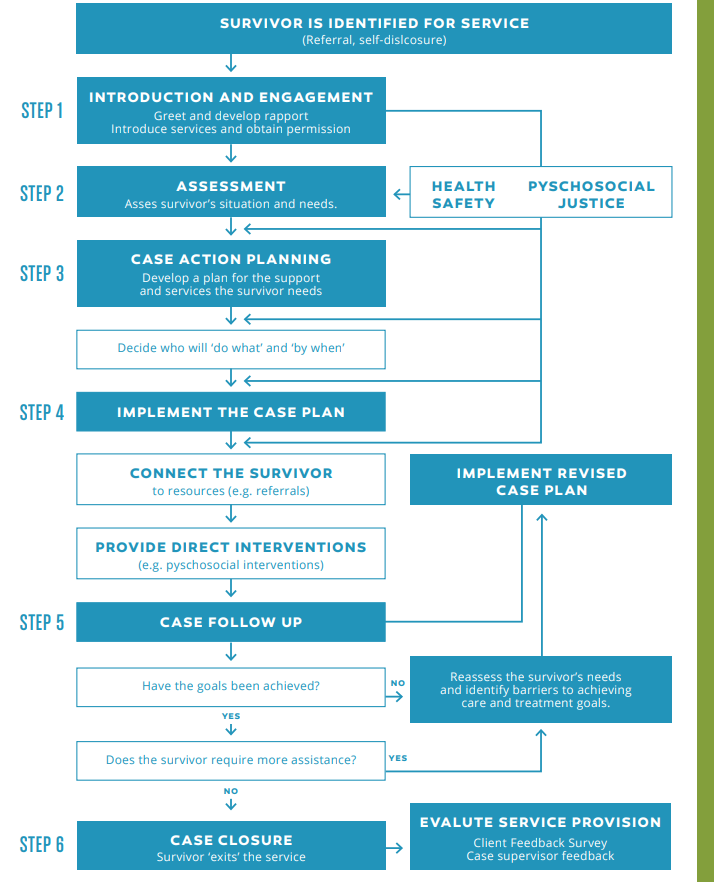 SURVIVOR IS IDENTIFIED FOR SERVICE
(Referral, self-dislcosure)
STEP 1
INTRODUCTION AND ENGAGEMENT
Greet and develop rapport
Introduce services and obtain permission
STEP 2
ASSESSMENT
Asses survivor's situation and needs.
HEALTH PYSCHOSOCIAL
SAFETY JUSTICE
STEP 3
CASE ACTION PLANNING
Develop a plan for the support
and services the survivor needs
Decide who will 'do what' and 'by when'
STEP 4
IMPLEMENT THE CASE PLAN
CONNECT THE SURVIVOR
to resources (e.g. referrals)
IMPLEMENT REVISED
CASE PLAN
PROVIDE DIRECT INTERVENTIONS
(e.g. pyschosocial interventions)
STEP 5
CASE FOLLOW UP
Have the goals been achieved?
NO
Reassess the survivor's needs
and identify barriers to achieving
care and treatment goals.
YES
Does the survivor require more assistance?
YES
NO
STEP 6
CASE CLOSURE
Survivor 'exits' the service
EVALUTE SERVICE PROVISION
Client Feedback Survey
Case supervisor feedback